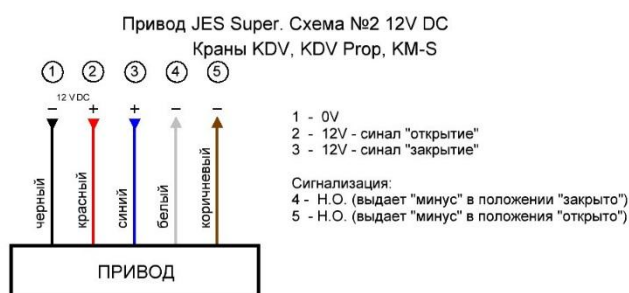 Привод JES Super. Схема №2 12V DC
Краны KDV, KDV Prop, KM-S
1 2 3 4 5
12 V DC
− + + − −
черный
красный
синий
белый
коричневый
ПРИВОД
1 - 0V
2 - 12V - синал "открытие"
3 - 12V - синал "закрытие"
Сигнализация:
4 - Н.О. (выдает "минус" в положении "закрыто")
5 - Н.О. (выдает "минус" в положения "открыто")